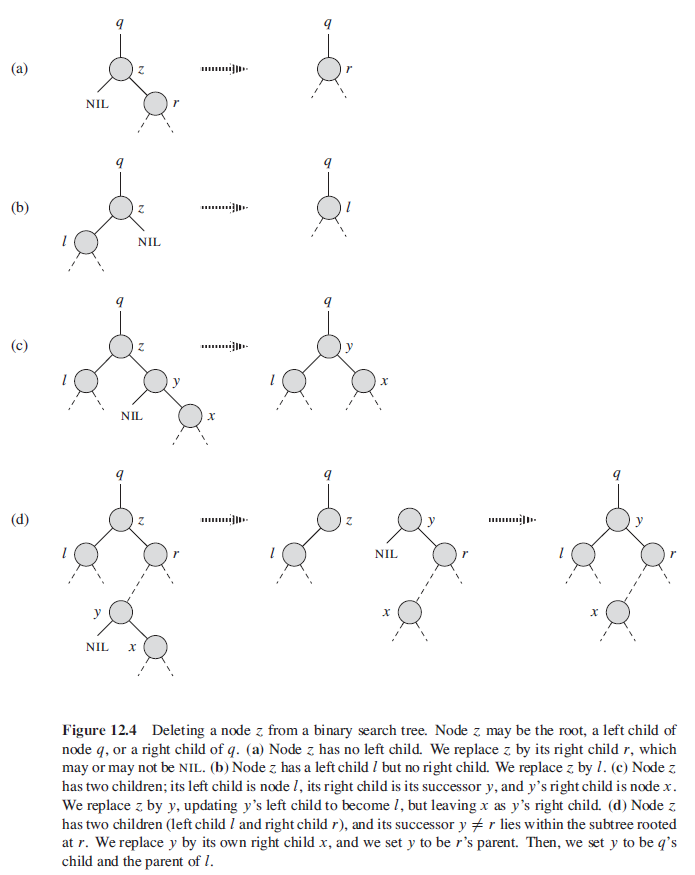 q
q
(a)
z
r
NIL
r
q
q
(b)
z
l
l
NIL
q
q
(c)
z
y
l
y
l
x
NIL
x
q
q
q
(d)
z
z
y
y
l
r
l
NIL
r
l
r
y
x
x
NIL
x
Figure 12.4 Deleting a node z from a binary search tree. Node z may be the root, a left child of
node q, or a right child of q. (a) Node z has no left child. We replace z by its right child r, which
may or may not be NIL. (b) Node z has a left child l but no right child. We replace z by l. (c) Node z
has two children; its left child is node l, its right child is its successor y, and y’s right child is node x.
We replace z by y, updating y’s left child to become l, but leaving x as y’s right child. (d) Node z
has two children (left child l and right child r), and its successor y ≠ r lies within the subtree rooted
at r. We replace y by its own right child x, and we set y to be r’s parent. Then, we set y to be q’s
child and the parent of l.